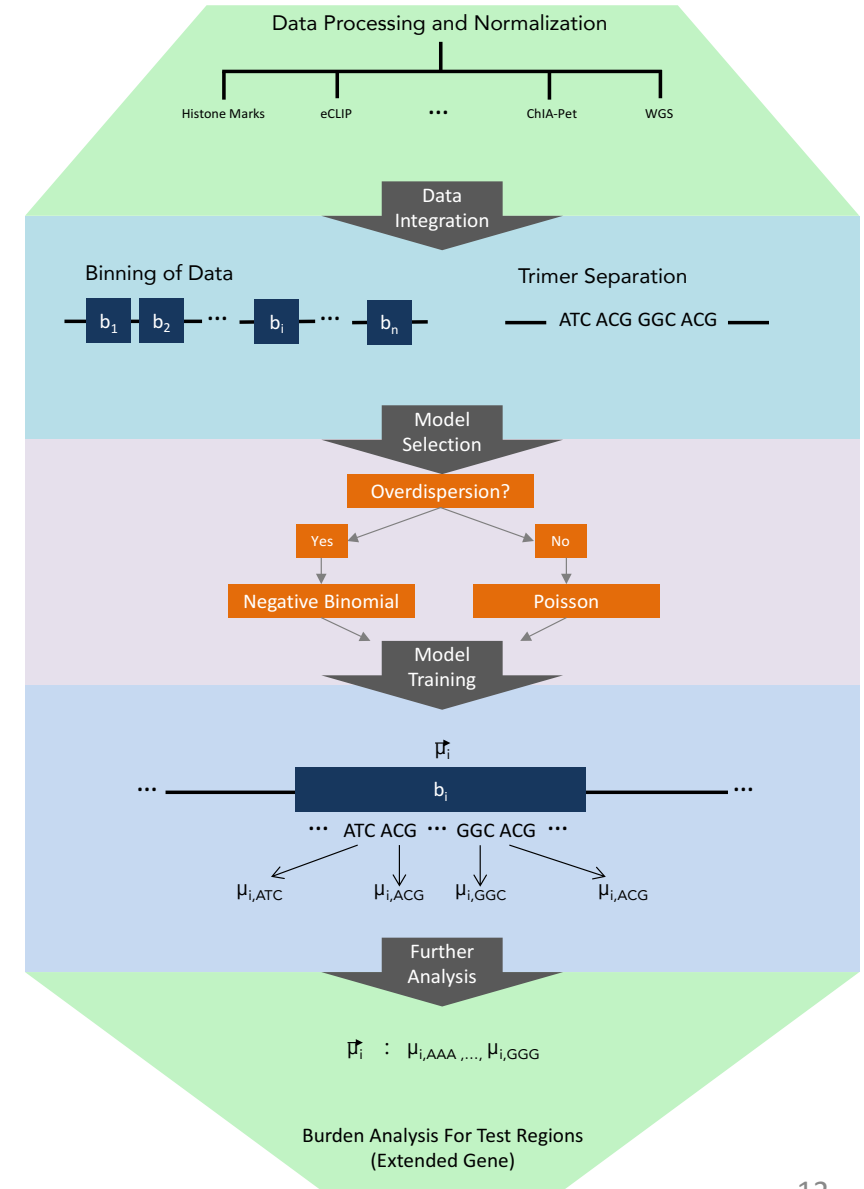 Data Processing and Normalization
Histone Marks eCLIP ... ChIA-Pet WGS
Data
Integration
Binning of Data
Trimer Separation
b1 b2 ... bi ... bn
ATC ACG GGC ACG
Model
Selection
Overdispersion?
Yes No
Negative Binomial Poisson
Model
Training
μ⃗i
... bi ...
... ATC ACG ... GGC ACG ...
μi,ATC μi,ACG μi,GGC μi,ACG
Further
Analysis
μ⃗i : μi,AAA ,..., μi,GGG
Burden Analysis For Test Regions
(Extended Gene)